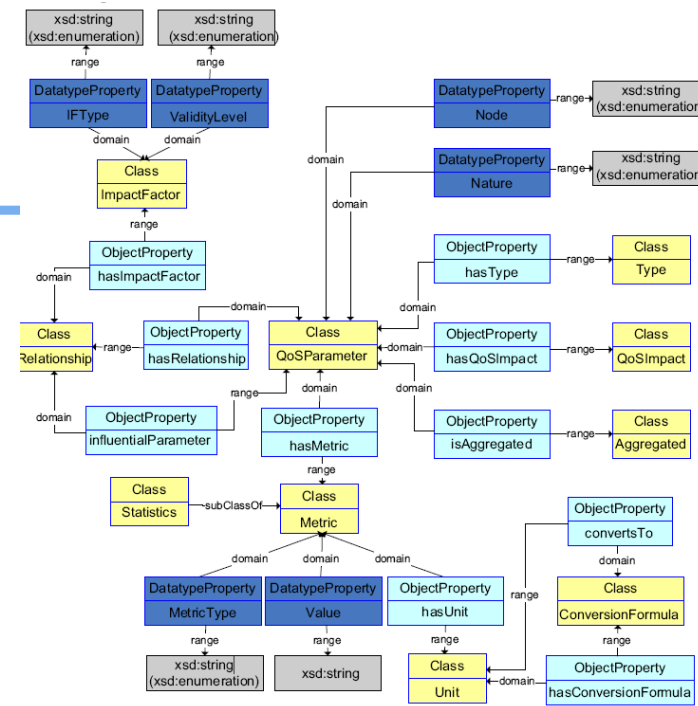 xsd:string
(xsd:enumeration)
xsd:string
(xsd:enumeration)
range
range
DatatypeProperty
IFType
DatatypeProperty
ValidityLevel
domain
domain
Class
ImpactFactor
range
ObjectProperty
hasImpactFactor
domain
DatatypeProperty
Node
range
xsd:string
(xsd:enumeration
domain
DatatypeProperty
Nature
range
xsd:string
(xsd:enumeration
domain
ObjectProperty
hasType
range
Class
Type
domain
Class
Relationship
range
ObjectProperty
hasRelationship
domain
Class
QoSParameter
domain
ObjectProperty
hasQoSImpact
range
Class
QoSImpact
domain
ObjectProperty
influentialParameter
range
domain
ObjectProperty
hasMetric
range
domain
ObjectProperty
isAggregated
range
Class
Aggregated
Class
Statistics
subClassOf
Class
Metric
domain
domain
domain
DatatypeProperty
MetricType
DatatypeProperty
Value
ObjectProperty
hasUnit
range
range
range
xsd:string
(xsd:enumeration)
xsd:string
Class
Unit
ObjectProperty
convertsTo
domain
range
Class
ConversionFormula
range
domain
ObjectProperty
hasConversionFormula